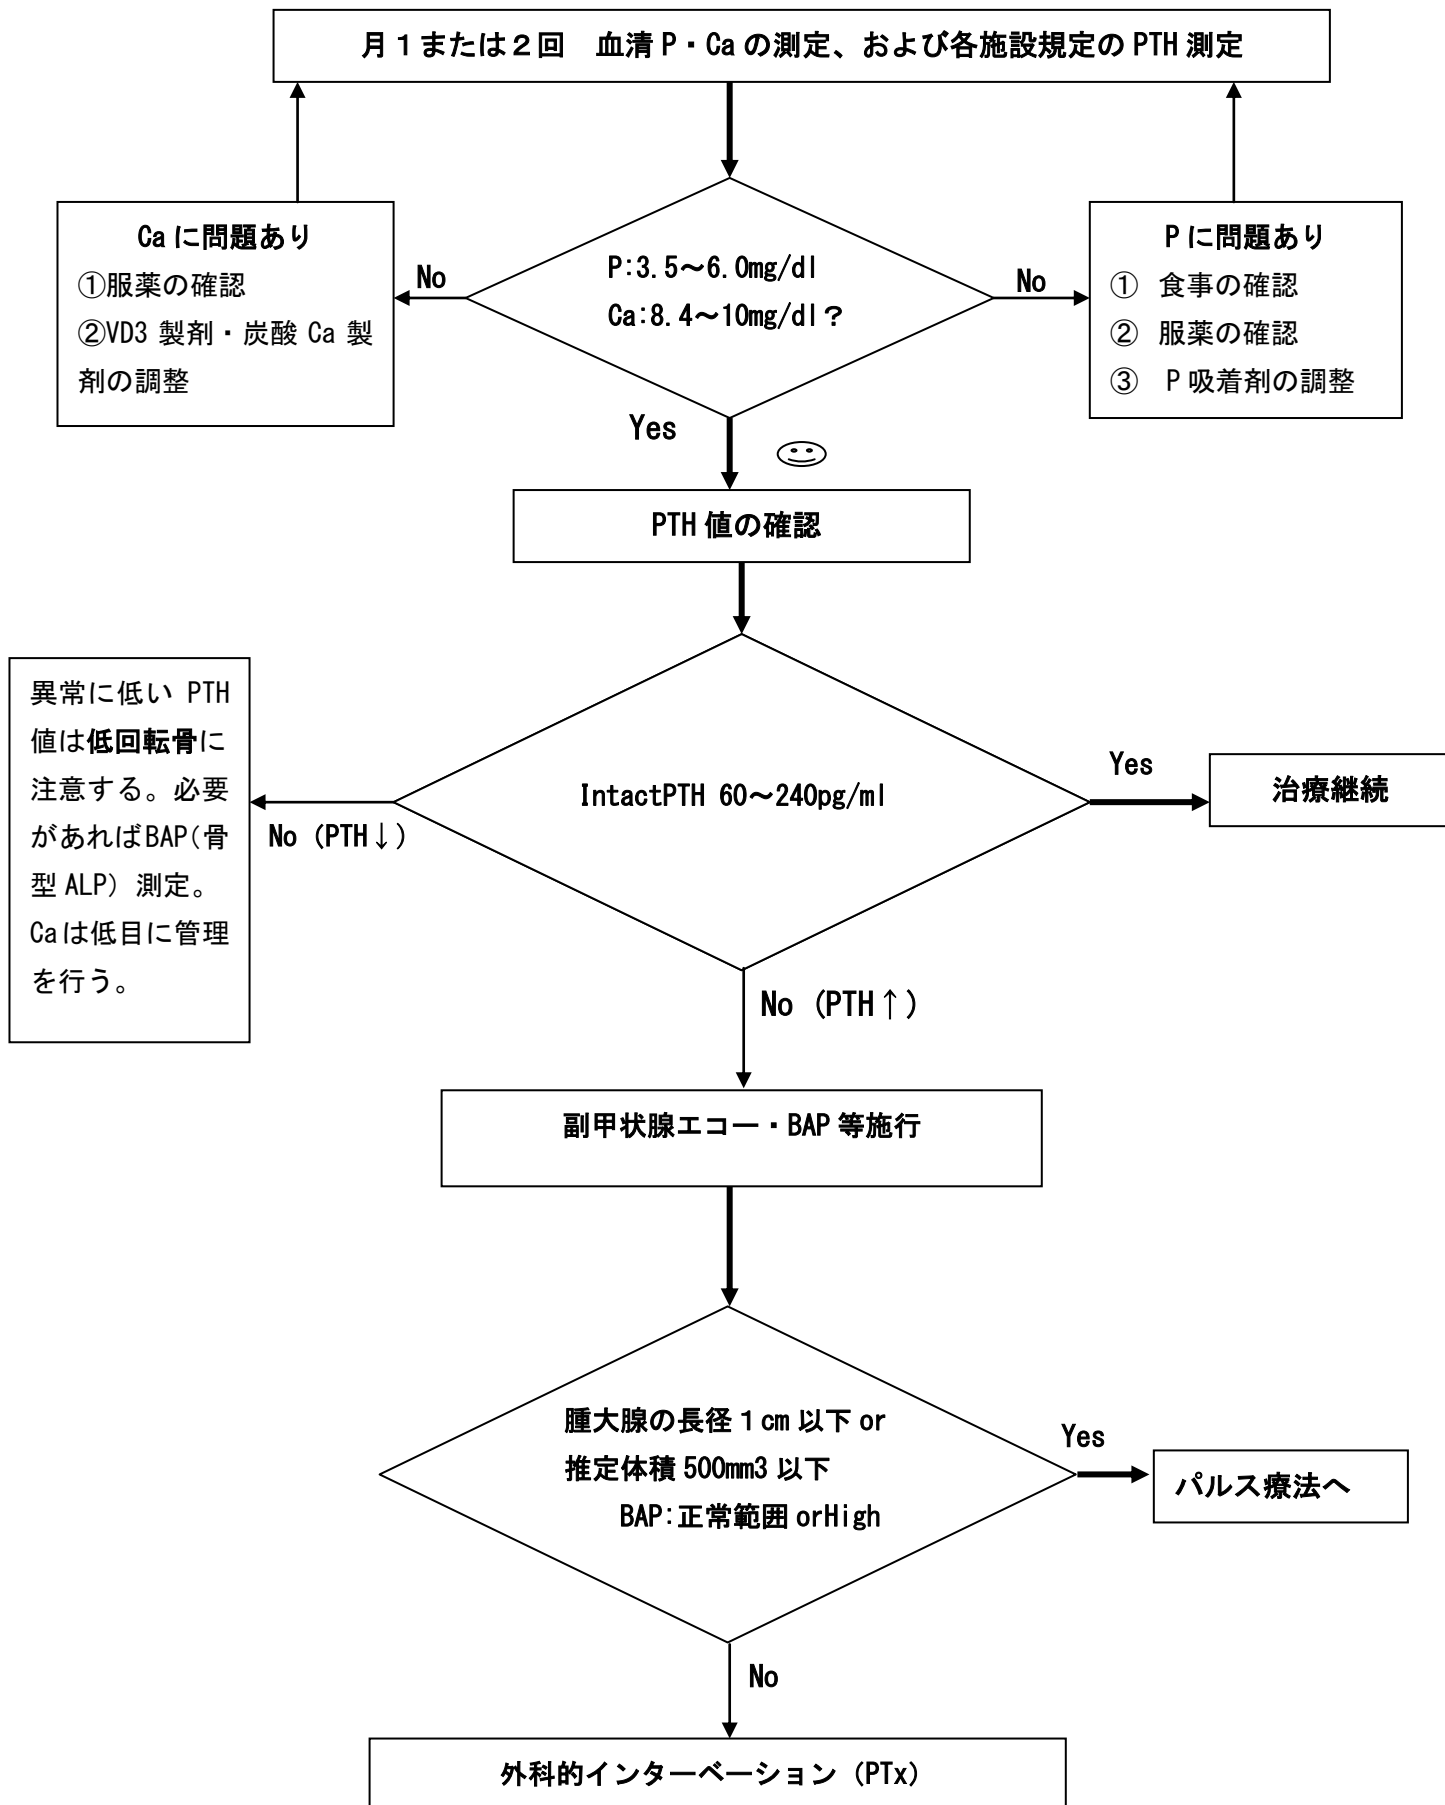 月１または２回　血清 P・Ca の測定、および各施設規定の PTH 測定
Ca に問題あり
①服薬の確認
②VD3 製剤・炭酸 Ca 製
剤の調整
No
P:3.5～6.0mg/dl
Ca:8.4～10mg/dl？
No
P に問題あり
① 食事の確認
② 服薬の確認
③ P 吸着剤の調整
Yes
PTH 値の確認
異常に低い PTH
値は低回転骨に
注意する。必要
があればBAP(骨
型 ALP) 測定。
Caは低目に管理
を行う。
No (PTH↓)
IntactPTH 60～240pg/ml
Yes
治療継続
No (PTH↑)
副甲状腺エコー・BAP 等施行
腫大腺の長径１cm 以下 or
推定体積 500mm3 以下
BAP:正常範囲 orHigh
Yes
パルス療法へ
No
外科的インターベーション (PTx)